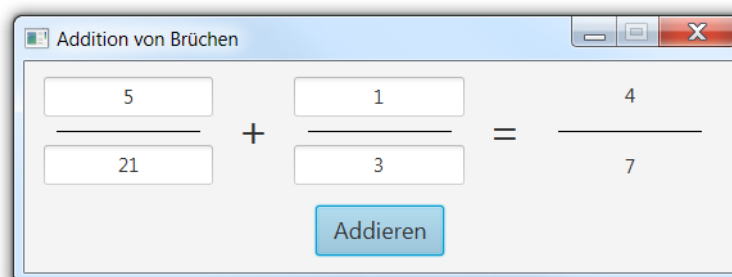 Addition von Brüchen
5 1 4
+ =
21 3 7
Addieren